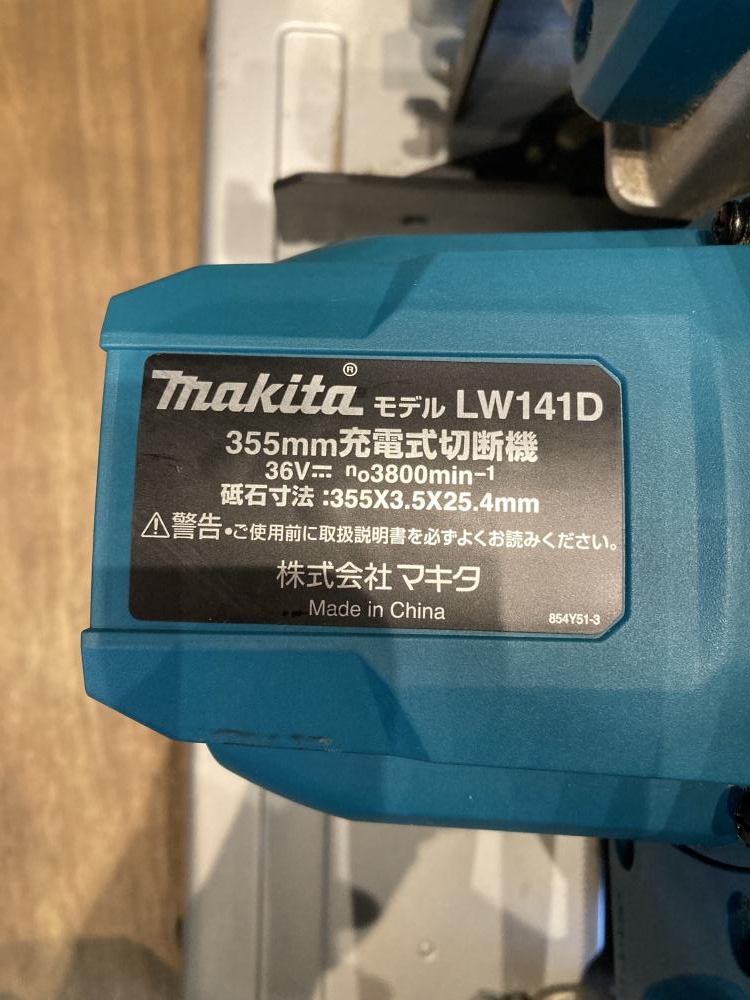 makita® モデル LW141D
355mm充電式切断機
36V⎓ n₀3800min⁻¹
砥石寸法:355X3.5X25.4mm
⚠警告・ご使用前に取扱説明書を必ずよくお読みください。
株式会社マキタ
Made in China
854Y51-3